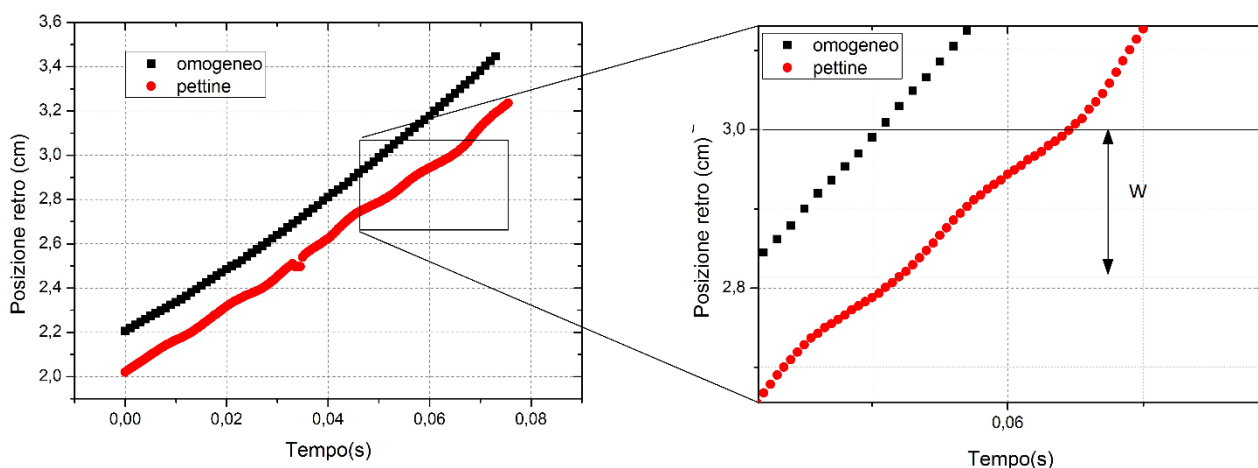 3,6
3,4
3,2
3,0
2,8
2,6
2,4
2,2
2,0
Posizione retro (cm)
omogeneo
pettine
0,00
0,02
0,04
0,06
0,08
Tempo(s)
omogeneo
pettine
3,0
2,8
Posizione retro (cm)
~
W
0,06
Tempo(s)